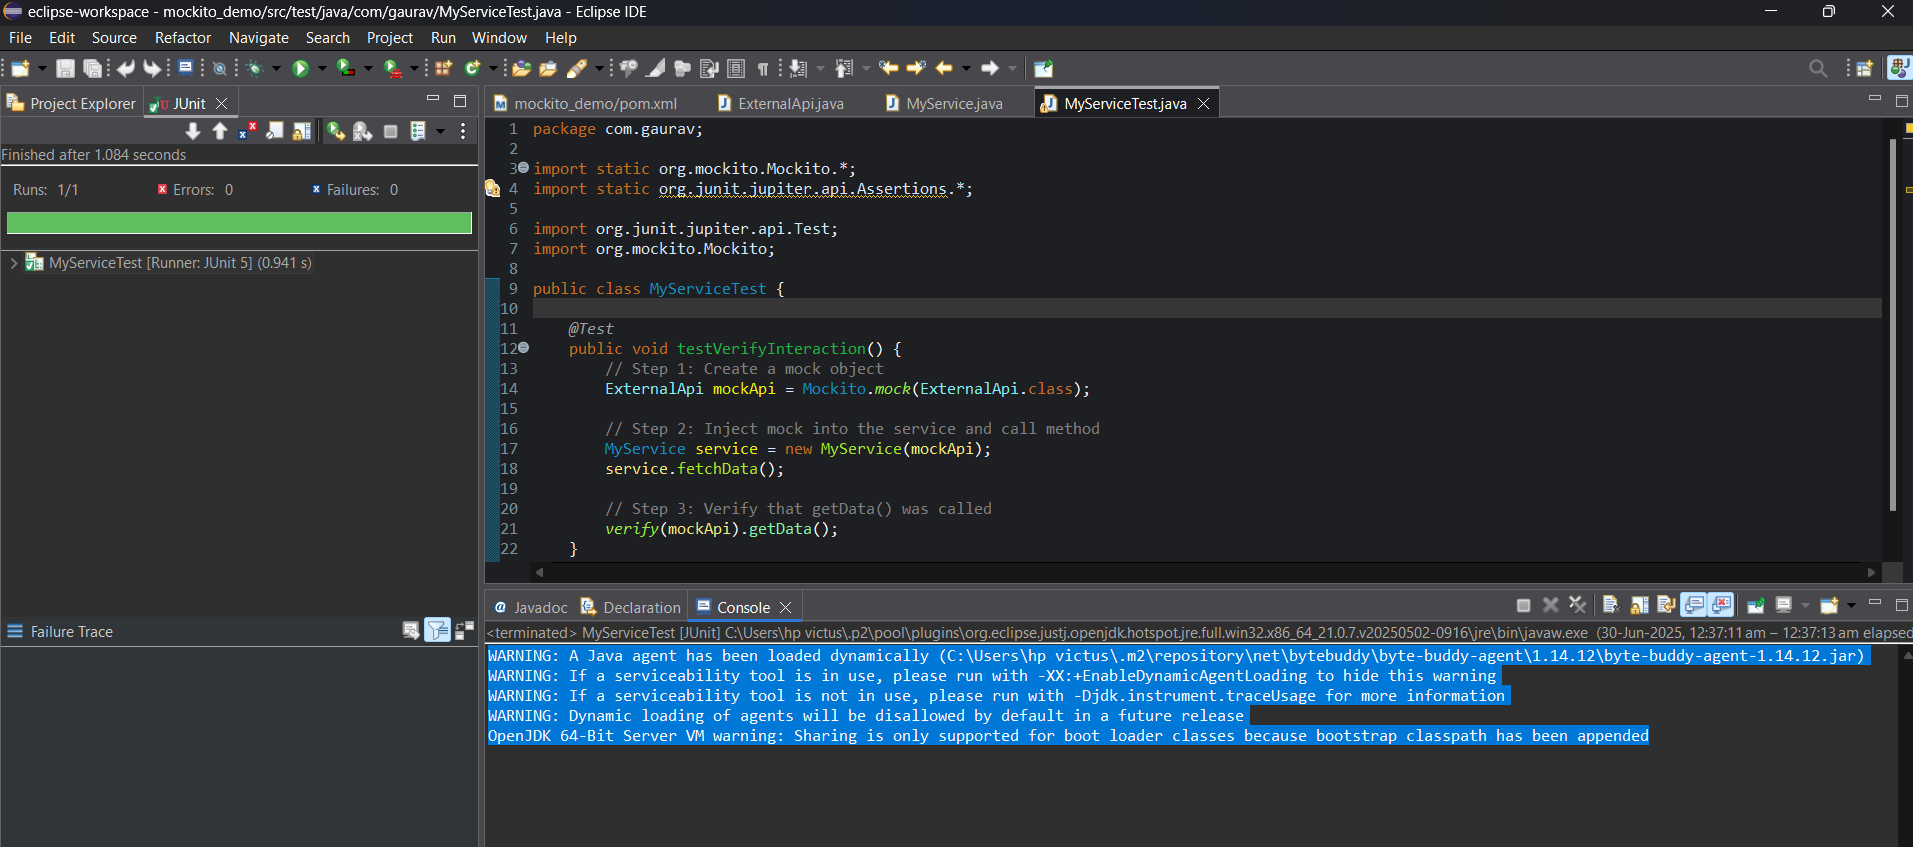 eclipse-workspace - mockito_demo/src/test/java/com/gaurav/MyServiceTest.java - Eclipse IDE
File Edit Source Refactor Navigate Search Project Run Window Help
Project Explorer
JUnit
Finished after 1.084 seconds
Runs: 1/1 Errors: 0 Failures: 0
MyServiceTest [Runner: JUnit 5] (0.941 s)
Failure Trace
mockito_demo/pom.xml ExternalApi.java MyService.java MyServiceTest.java
1 package com.gaurav;
2
3 import static org.mockito.Mockito.*;
4 import static org.junit.jupiter.api.Assertions.*;
5
6 import org.junit.jupiter.api.Test;
7 import org.mockito.Mockito;
8
9 public class MyServiceTest {
10
11 @Test
12 public void testVerifyInteraction() {
13 // Step 1: Create a mock object
14 ExternalApi mockApi = Mockito.mock(ExternalApi.class);
15
16 // Step 2: Inject mock into the service and call method
17 MyService service = new MyService(mockApi);
18 service.fetchData();
19
20 // Step 3: Verify that getData() was called
21 verify(mockApi).getData();
22 }
@ Javadoc Declaration Console
<terminated> MyServiceTest [JUnit] C:\Users\hp victus\.p2\pool\plugins\org.eclipse.justj.openjdk.hotspot.jre.full.win32.x86_64_21.0.7.v20250502-0916\jre\bin\javaw.exe (30-Jun-2025, 12:37:11 am – 12:37:13 am elapsed
WARNING: A Java agent has been loaded dynamically (C:\Users\hp victus\.m2\repository\net\bytebuddy\byte-buddy-agent\1.14.12\byte-buddy-agent-1.14.12.jar)
WARNING: If a serviceability tool is in use, please run with -XX:+EnableDynamicAgentLoading to hide this warning
WARNING: If a serviceability tool is not in use, please run with -Djdk.instrument.traceUsage for more information
WARNING: Dynamic loading of agents will be disallowed by default in a future release
OpenJDK 64-Bit Server VM warning: Sharing is only supported for boot loader classes because bootstrap classpath has been appended